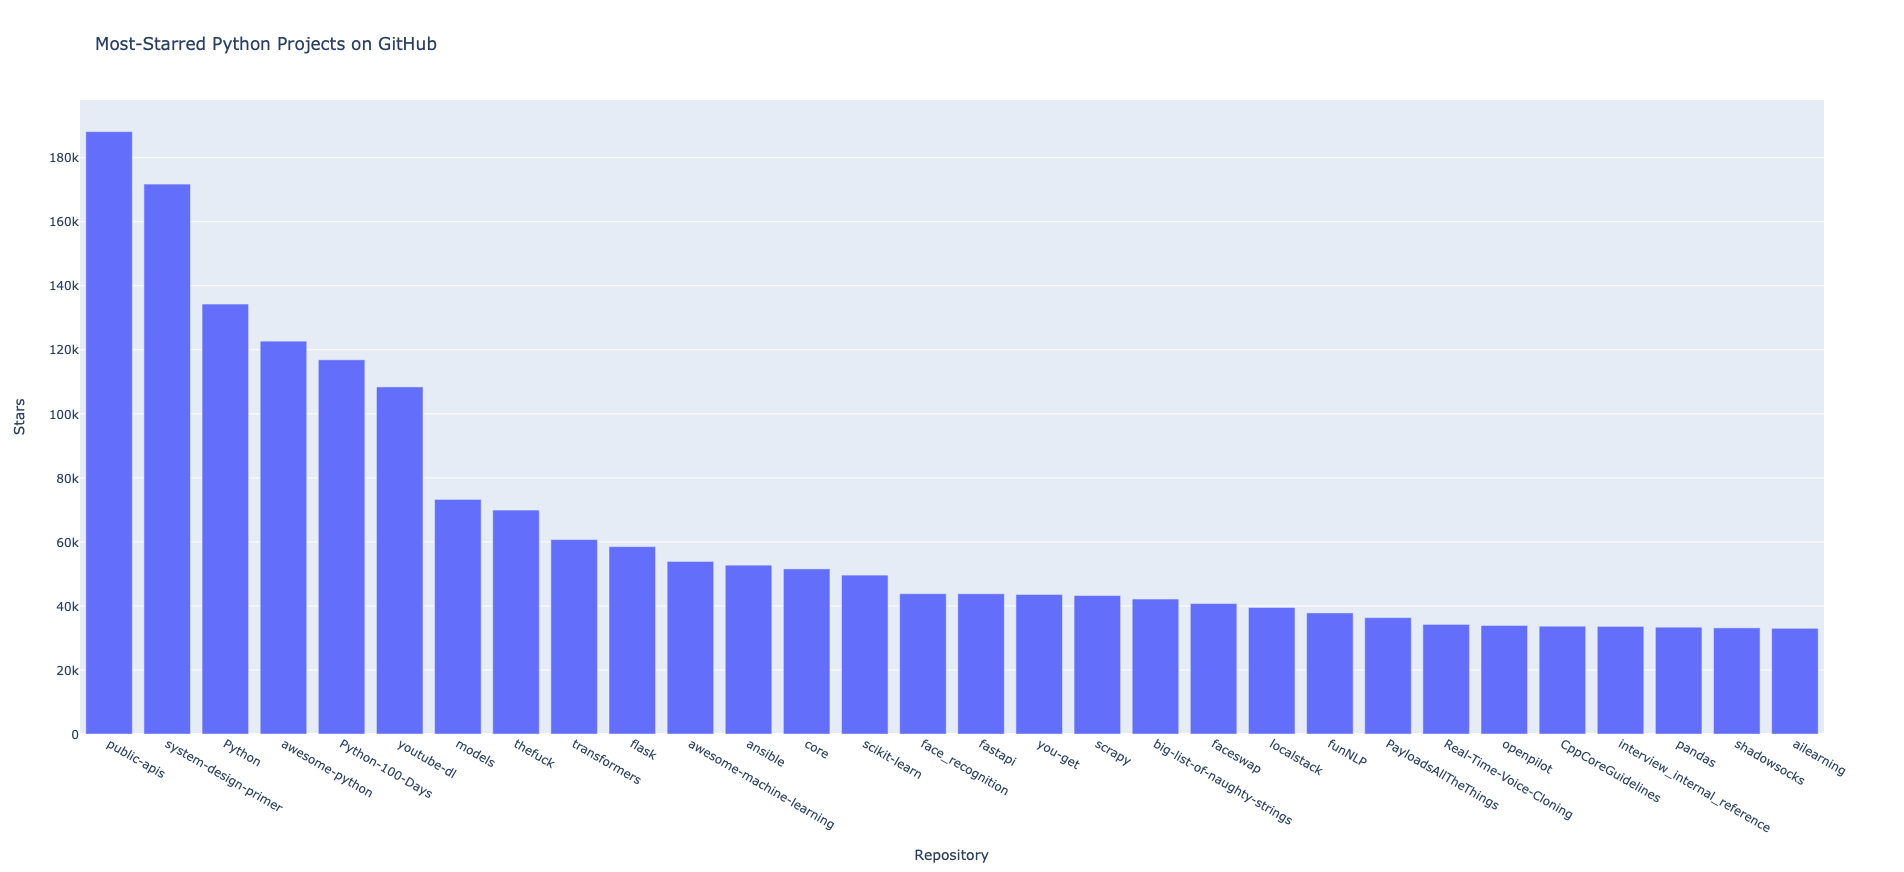 Most-Starred Python Projects on GitHub
180k
160k
140k
120k
100k
80k
60k
40k
20k
0
Stars
public-apis
system-design-primer
Python
awesome-python
Python-100-Days
youtube-dl
models
thefuck
transformers
flask
awesome-machine-learning
ansible
core
scikit-learn
face_recognition
fastapi
you-get
scrapy
big-list-of-naughty-strings
faceswap
localstack
funNLP
PayloadsAllTheThings
Real-Time-Voice-Cloning
openpilot
CppCoreGuidelines
interview_internal_reference
pandas
shadowsocks
ailearning
Repository